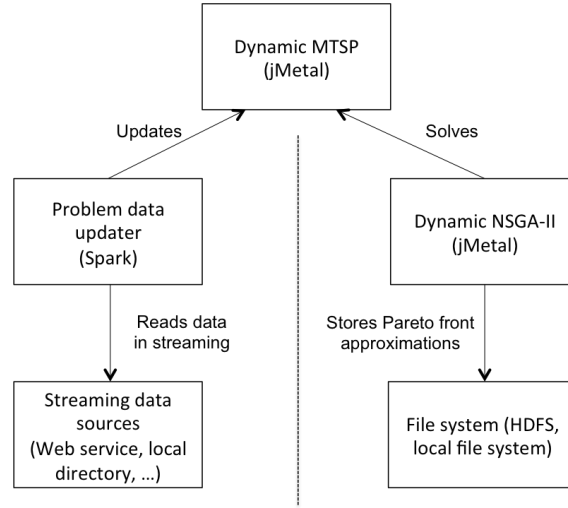 Dynamic MTSP
(jMetal)
Updates
Solves
Problem data
updater
(Spark)
Dynamic NSGA-II
(jMetal)
Reads data
in streaming
Stores Pareto front
approximations
Streaming data
sources
(Web service, local
directory, ...)
File system (HDFS,
local file system)